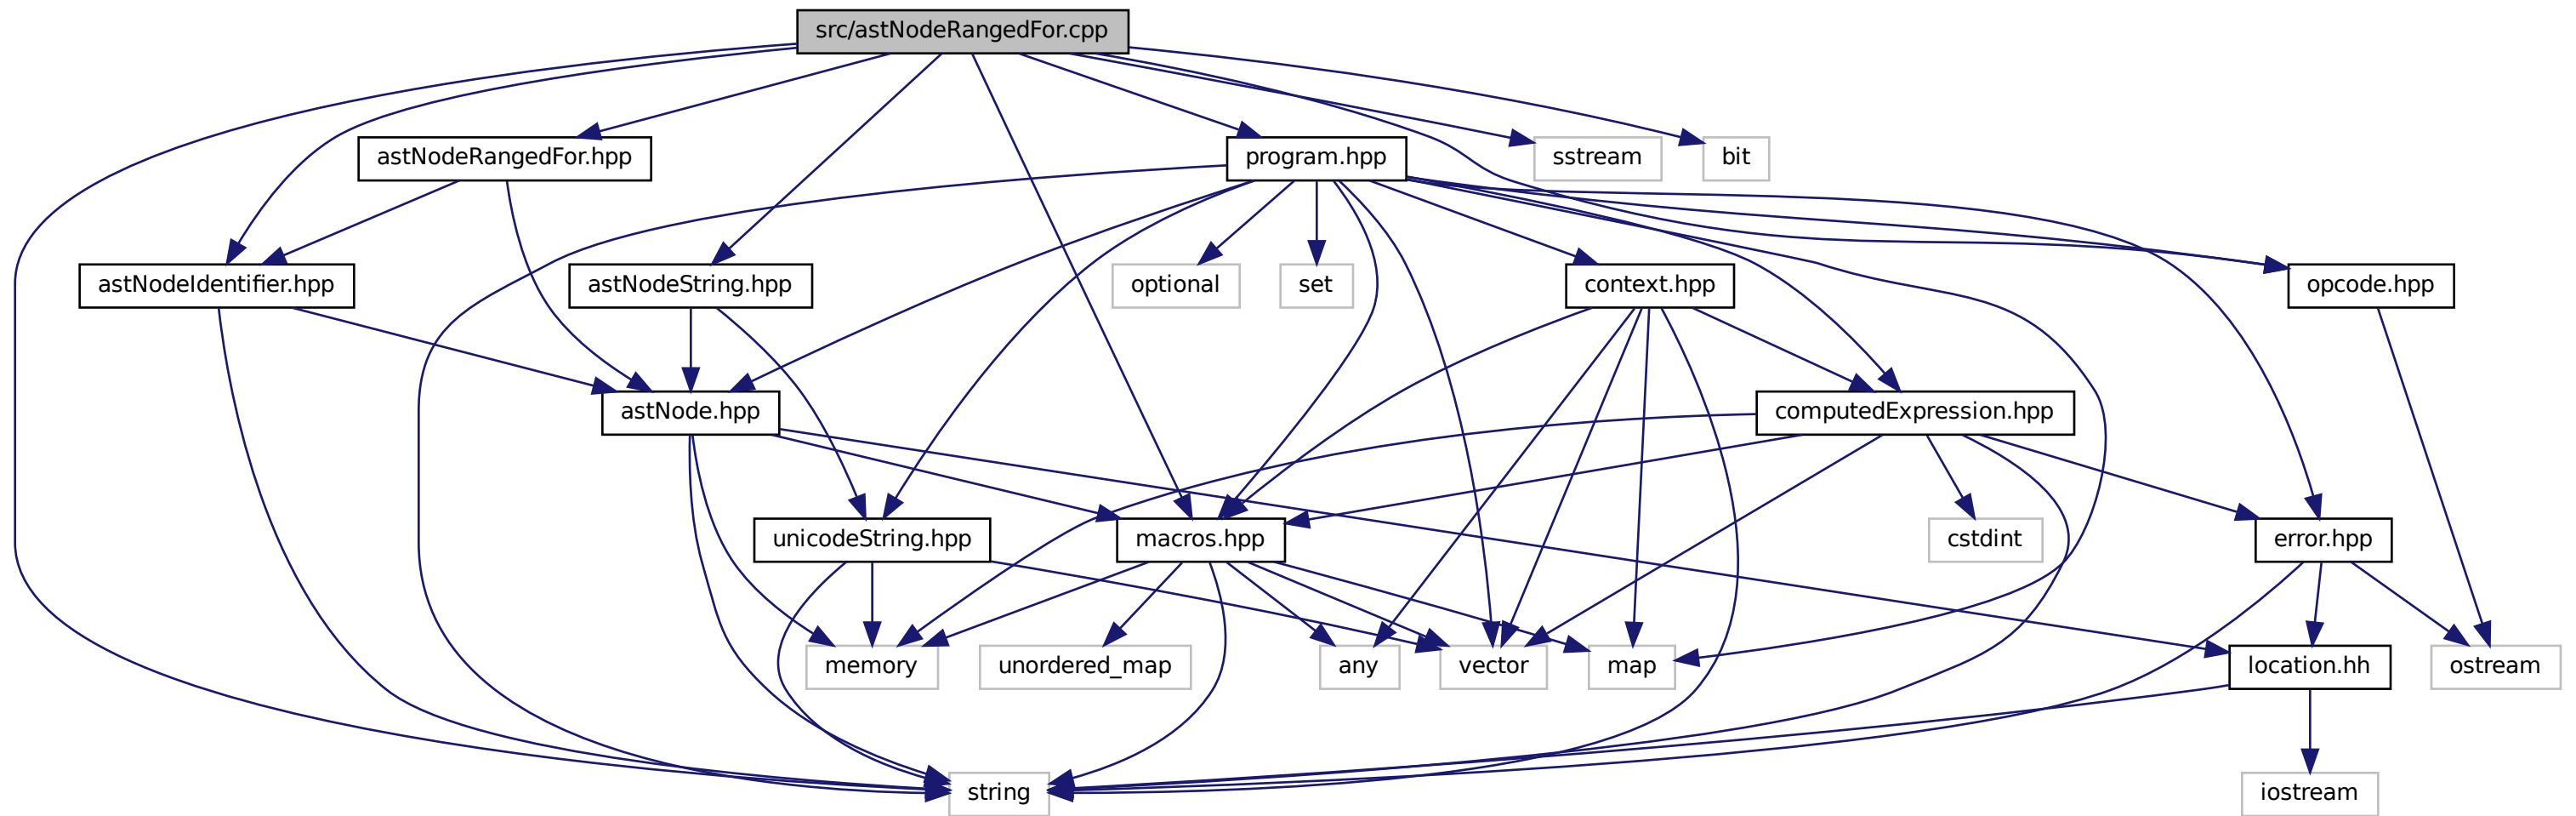 src/astNodeRangedFor.cpp
astNodeRangedFor.hpp
program.hpp
sstream
bit
astNodeIdentifier.hpp
astNodeString.hpp
optional
set
context.hpp
opcode.hpp
astNode.hpp
computedExpression.hpp
unicodeString.hpp
macros.hpp
cstdint
error.hpp
memory
unordered_map
any
vector
map
location.hh
ostream
string
iostream